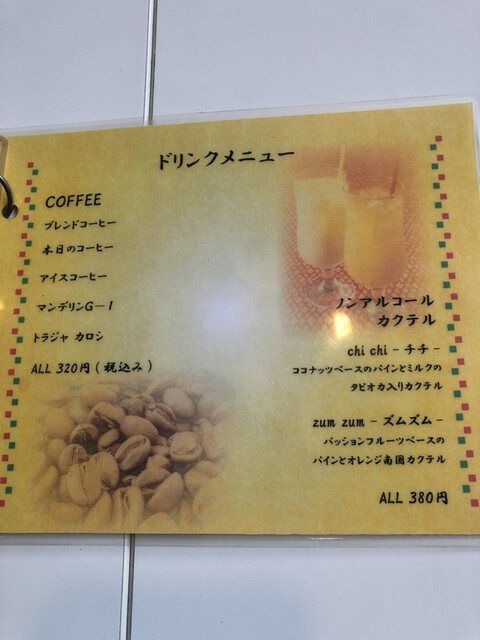 ドリンクメニュー
COFFEE
ブレンドコーヒー
本日のコーヒー
アイスコーヒー
マンデリンG－1
トラジャ カロシ
ALL 320円（税込み）
ノンアルコール
カクテル
chi chi －チチ－
ココナッツベースのパインとミルクの
タピオカ入りカクテル
zum zum －ズムズム－
パッションフルーツベースの
パインとオレンジ南国カクテル
ALL 380円